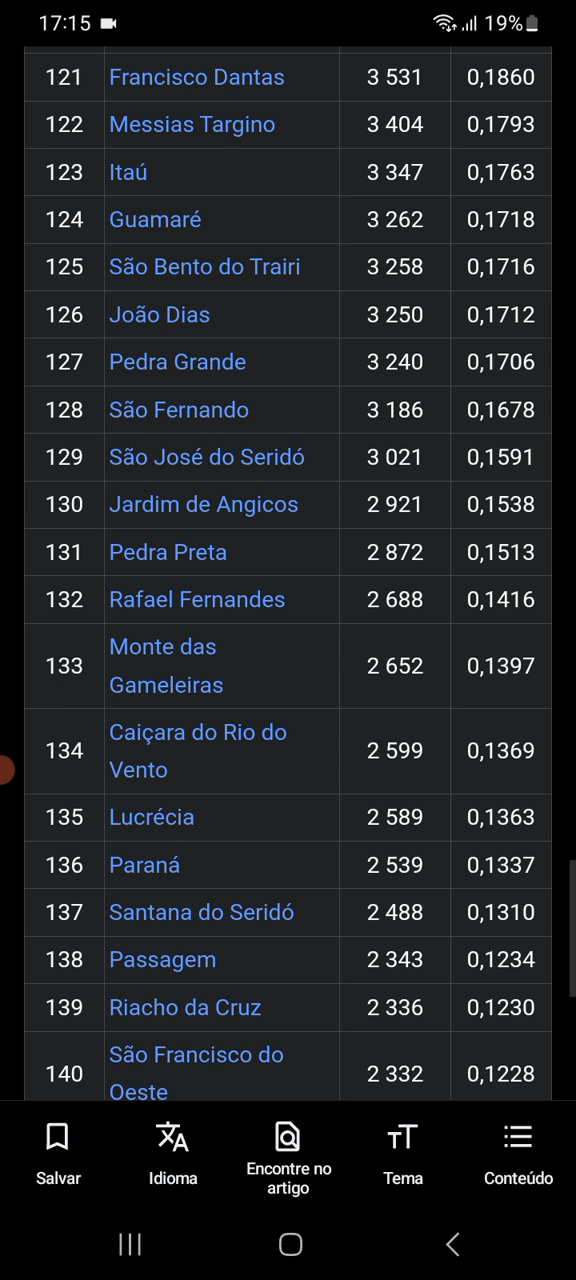 17:15 19%
121 Francisco Dantas 3 531 0,1860
122 Messias Targino 3 404 0,1793
123 Itaú 3 347 0,1763
124 Guamaré 3 262 0,1718
125 São Bento do Trairi 3 258 0,1716
126 João Dias 3 250 0,1712
127 Pedra Grande 3 240 0,1706
128 São Fernando 3 186 0,1678
129 São José do Seridó 3 021 0,1591
130 Jardim de Angicos 2 921 0,1538
131 Pedra Preta 2 872 0,1513
132 Rafael Fernandes 2 688 0,1416
133 Monte das
Gameleiras 2 652 0,1397
134 Caiçara do Rio do
Vento 2 599 0,1369
135 Lucrécia 2 589 0,1363
136 Paraná 2 539 0,1337
137 Santana do Seridó 2 488 0,1310
138 Passagem 2 343 0,1234
139 Riacho da Cruz 2 336 0,1230
140 São Francisco do
Oeste 2 332 0,1228
Salvar Idioma Encontre no
artigo Tema Conteúdo